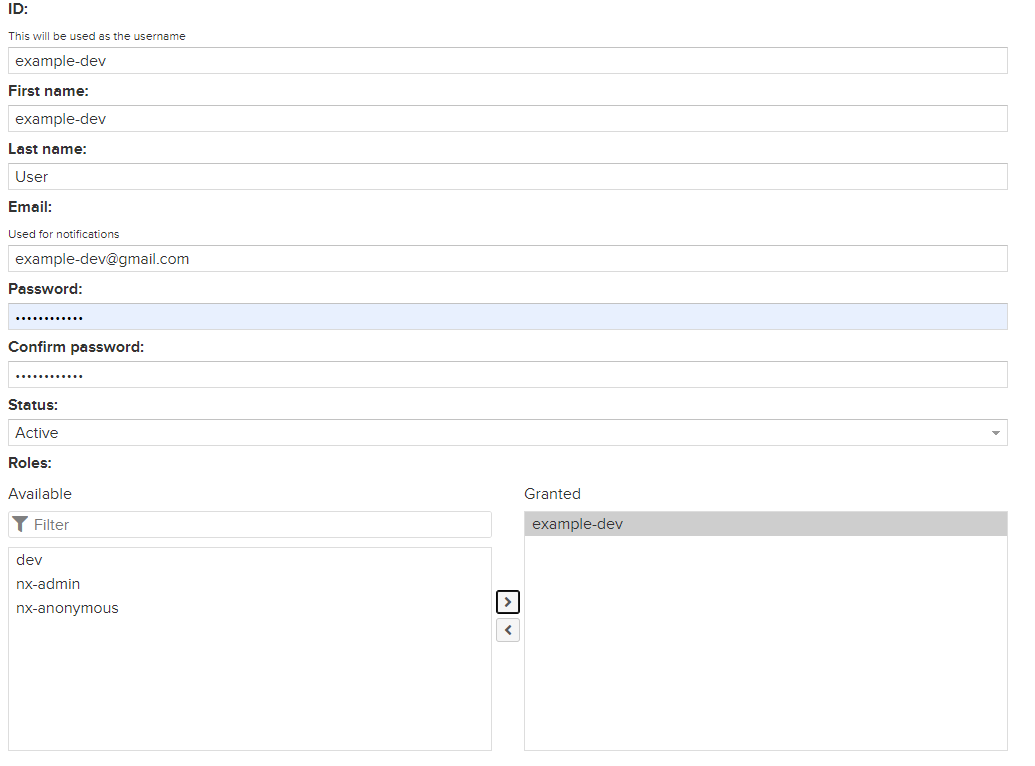 ID:
This will be used as the username
example-dev
First name:
example-dev
Last name:
User
Email:
Used for notifications
example-dev@gmail.com
Password:
••••••••••••
Confirm password:
••••••••••••
Status:
Active
Roles:
Available
Granted
Filter
example-dev
dev
nx-admin
nx-anonymous